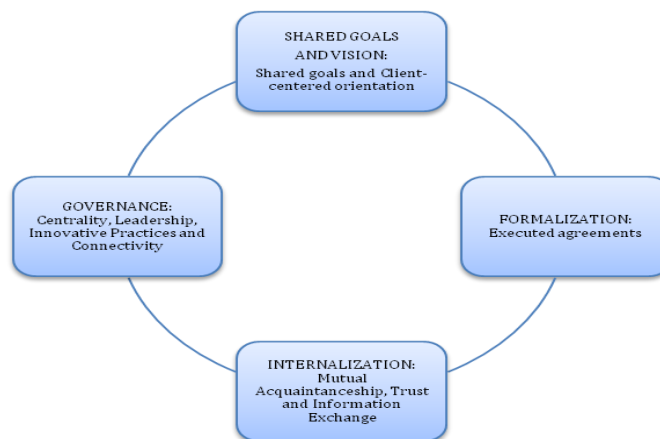 SHARED GOALS
AND VISION:
Shared goals and Client-
centered orientation
GOVERNANCE:
Centrality, Leadership,
Innovative Practices and
Connectivity
FORMALIZATION:
Executed agreements
INTERNALIZATION:
Mutual
Acquaintanceship, Trust
and Information
Exchange